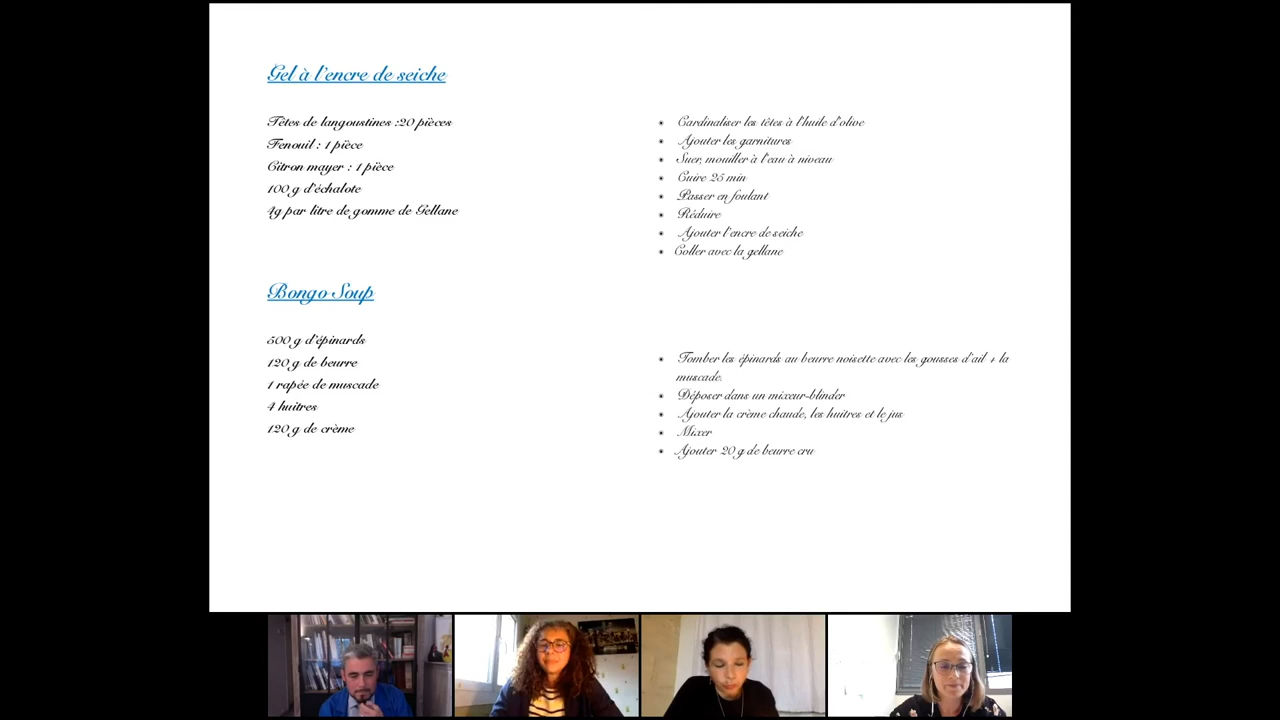 Gel à l'encre de seiche
Têtes de langoustines :20 pièces
Fenouil : 1 pièce
Citron mayer : 1 pièce
100 g d'échalote
4g par litre de gomme de Gellane
* Cardinaliser les têtes à l'huile d'olive
* Ajouter les garnitures
* Suer, mouiller à l'eau à niveau
* Cuire 25 min
* Passer en foulant
* Réduire
* Ajouter l'encre de seiche
* Coller avec la gellane
Bongo Soup
500 g d'épinards
120 g de beurre
1 rapée de muscade
4 huitres
120 g de crème
* Tomber les épinards au beurre noisette avec les gousses d'ail + la
muscade.
* Déposer dans un mixeur-blinder
* Ajouter la crème chaude, les huitres et le jus
* Mixer
* Ajouter 20 g de beurre cru